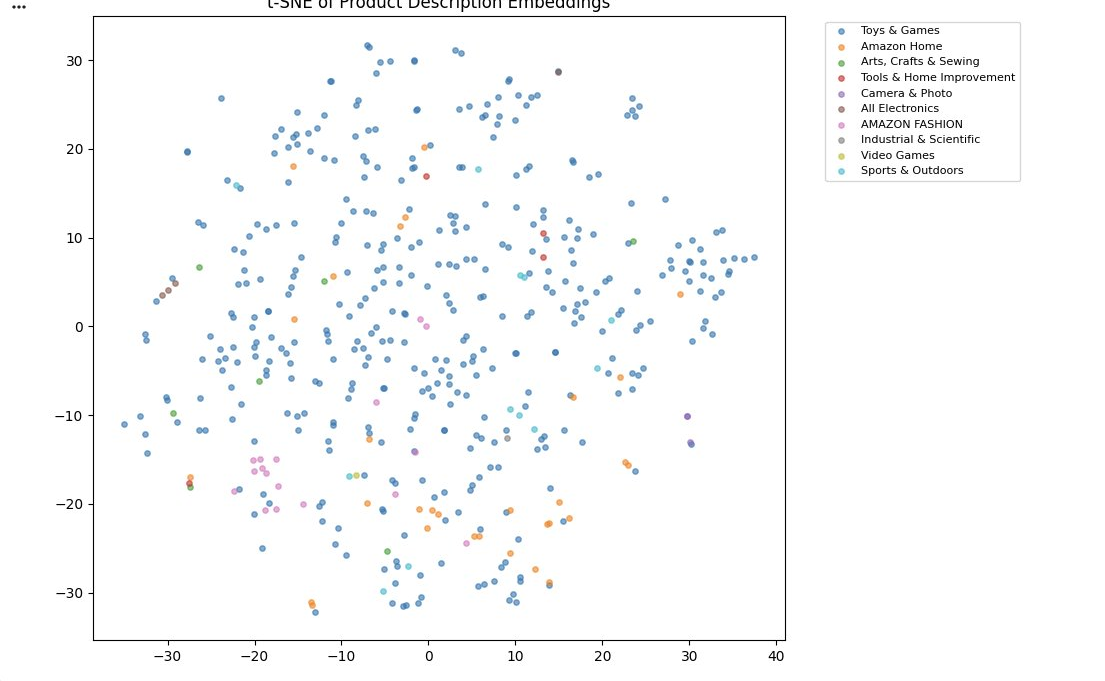 •••
t-SNE of Product Description Embeddings
Toys & Games
Amazon Home
Arts, Crafts & Sewing
Tools & Home Improvement
Camera & Photo
All Electronics
AMAZON FASHION
Industrial & Scientific
Video Games
Sports & Outdoors
30
20
10
0
−10
−20
−30
−30 −20 −10 0 10 20 30 40